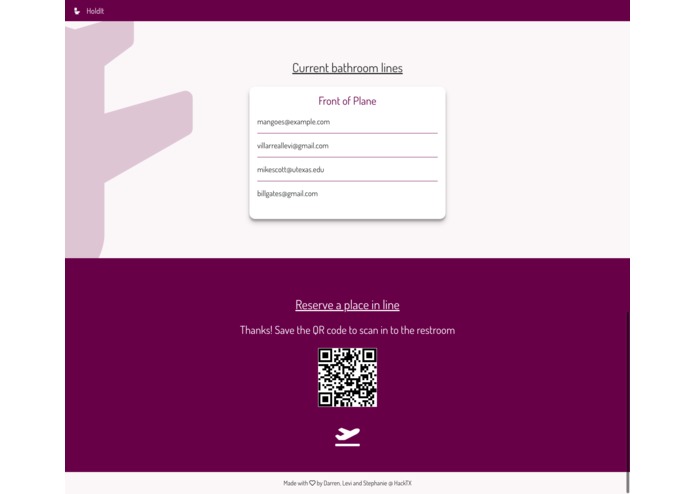 HoldIt
Current bathroom lines
Front of Plane
mangoes@example.com
villarreallevi@gmail.com
mikescott@utexas.edu
billgates@gmail.com
Reserve a place in line
Thanks! Save the QR code to scan in to the restroom
Made with ♡ by Darren, Levi and Stephanie @ HackTX